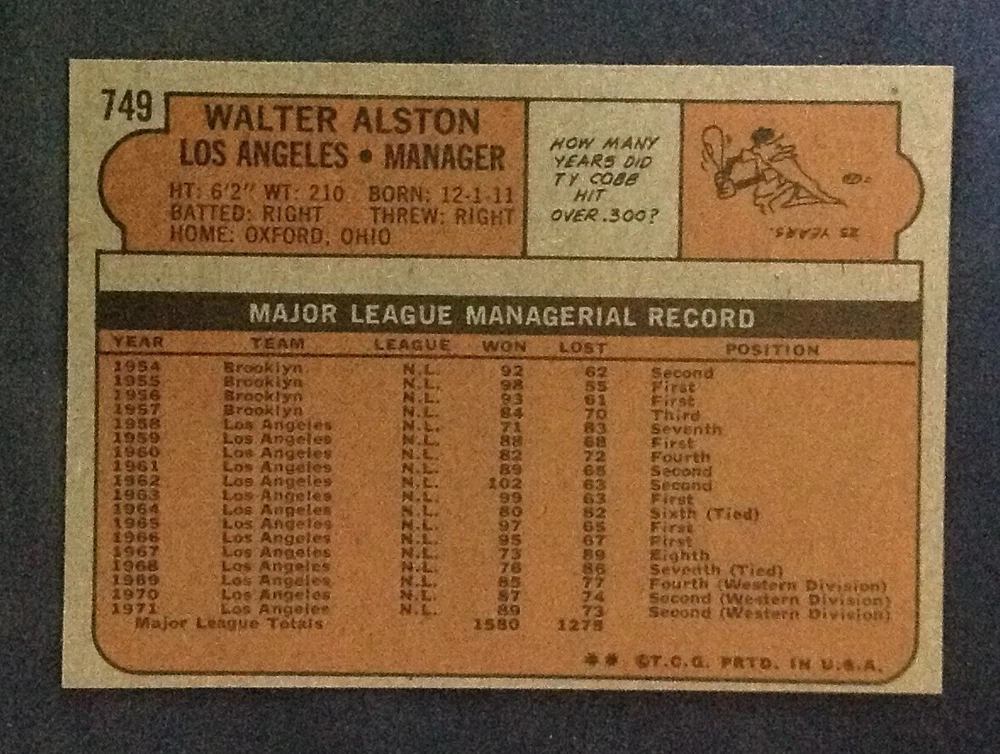 749
WALTER ALSTON
LOS ANGELES • MANAGER
HT: 6'2" WT: 210 BORN: 12-1-11
BATTED: RIGHT THREW: RIGHT
HOME: OXFORD, OHIO
HOW MANY
YEARS DID
TY COBB
HIT
OVER .300?
23 YEARS.
MAJOR LEAGUE MANAGERIAL RECORD
YEAR TEAM LEAGUE WON LOST POSITION
1954 Brooklyn N.L. 92 62 Second
1955 Brooklyn N.L. 98 55 First
1956 Brooklyn N.L. 93 61 First
1957 Brooklyn N.L. 84 70 Third
1958 Los Angeles N.L. 71 83 Seventh
1959 Los Angeles N.L. 88 68 First
1960 Los Angeles N.L. 82 72 Fourth
1961 Los Angeles N.L. 89 65 Second
1962 Los Angeles N.L. 102 63 Second
1963 Los Angeles N.L. 99 63 First
1964 Los Angeles N.L. 80 82 Sixth (Tied)
1965 Los Angeles N.L. 97 65 First
1966 Los Angeles N.L. 95 67 First
1967 Los Angeles N.L. 73 89 Eighth
1968 Los Angeles N.L. 76 86 Seventh (Tied)
1969 Los Angeles N.L. 85 77 Fourth (Western Division)
1970 Los Angeles N.L. 87 74 Second (Western Division)
1971 Los Angeles N.L. 89 73 Second (Western Division)
Major League Totals 1580 1275
** ©T.C.G. PRTD. IN U.S.A.